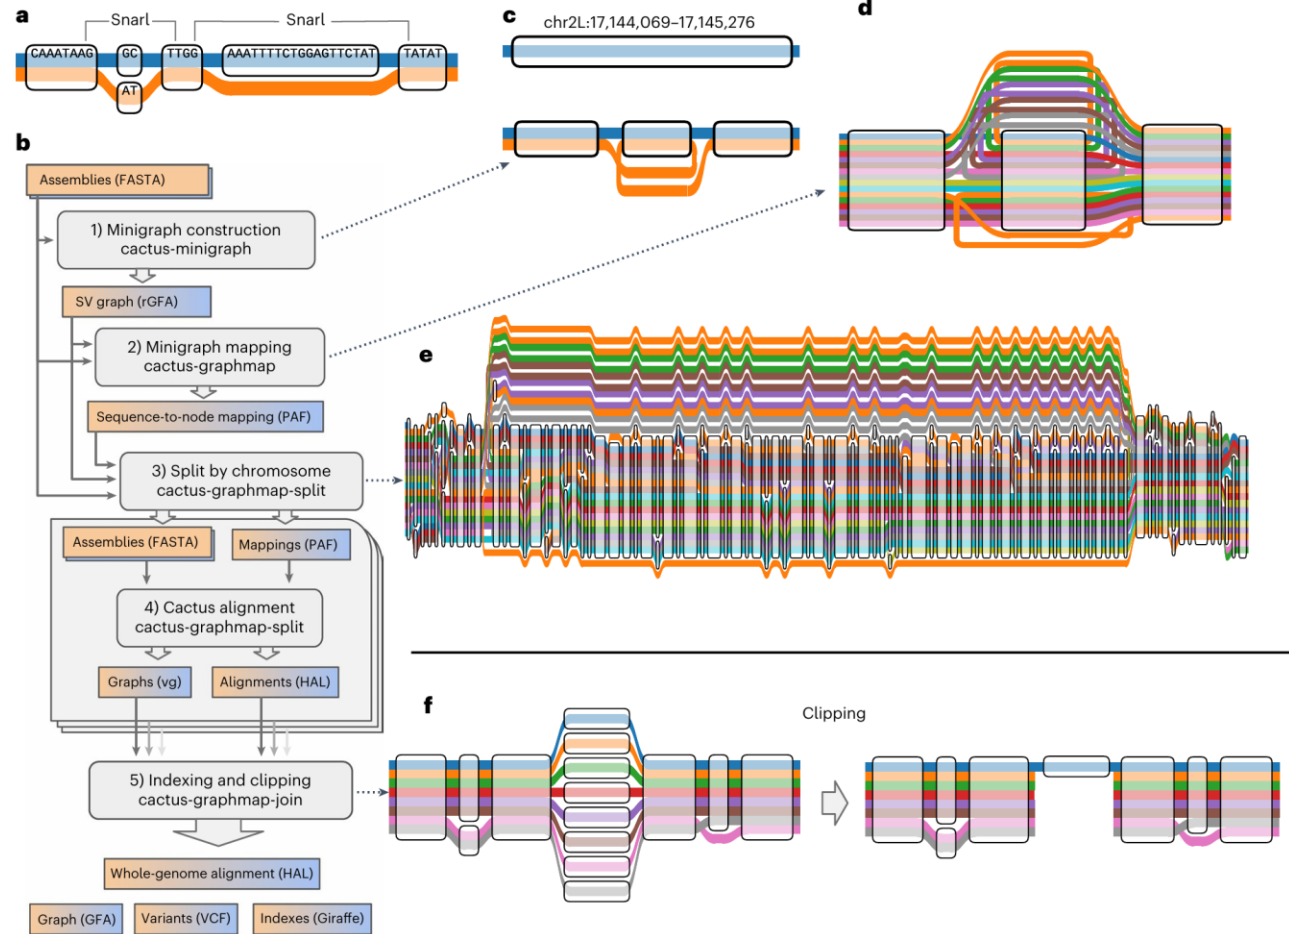 a
Snarl
Snarl
CAAATAAG
GC
TTGG
AAATTTTCTGGAGTTCTAT
TATAT
AT
b
Assemblies (FASTA)
1) Minigraph construction
cactus-minigraph
SV graph (rGFA)
2) Minigraph mapping
cactus-graphmap
Sequence-to-node mapping (PAF)
3) Split by chromosome
cactus-graphmap-split
Assemblies (FASTA)
Mappings (PAF)
4) Cactus alignment
cactus-graphmap-split
Graphs (vg)
Alignments (HAL)
5) Indexing and clipping
cactus-graphmap-join
Whole-genome alignment (HAL)
Graph (GFA)
Variants (VCF)
Indexes (Giraffe)
c
chr2L:17,144,069–17,145,276
d
e
f
Clipping